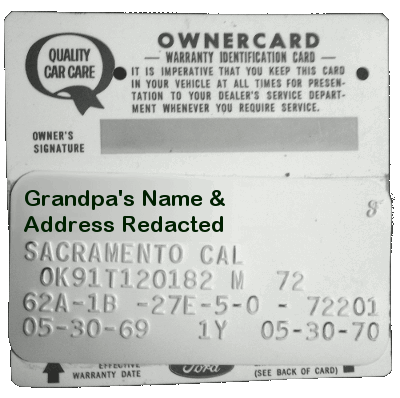 QUALITY
CAR CARE
OWNERCARD
— WARRANTY IDENTIFICATION CARD —
IT IS IMPERATIVE THAT YOU KEEP THIS CARD
IN YOUR VEHICLE AT ALL TIMES FOR PRESEN-
TATION TO YOUR DEALER'S SERVICE DEPART-
MENT WHENEVER YOU REQUIRE SERVICE.
OWNER'S
SIGNATURE
Grandpa's Name &
Address Redacted
8
SACRAMENTO CAL
OK91T120182 M 72
62A-1B -27E-5-0 - 72201
05-30-69 1Y 05-30-70
EFFECTIVE
WARRANTY DATE
Ford
(SEE BACK OF CARD)